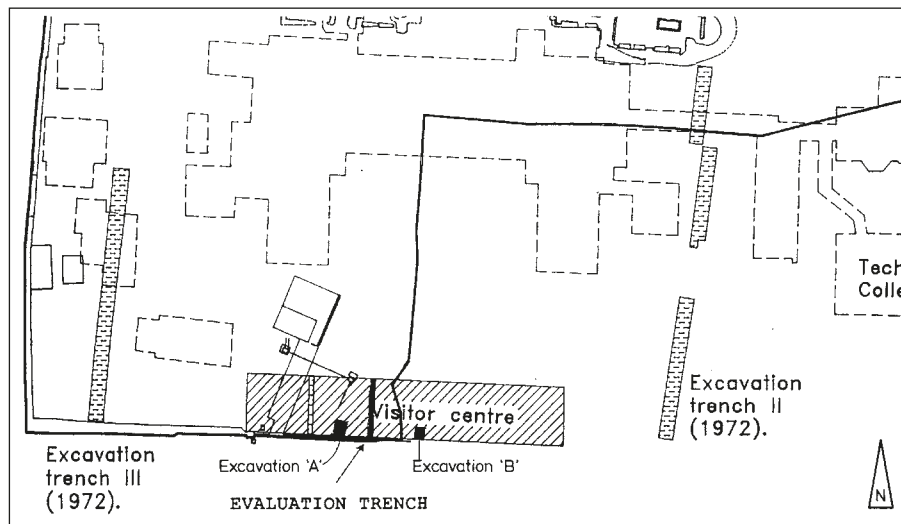 Tech
Colle
Visitor centre
Excavation
trench II
(1972).
Excavation
trench III
(1972).
Excavation 'A'
Excavation 'B'
EVALUATION TRENCH
N